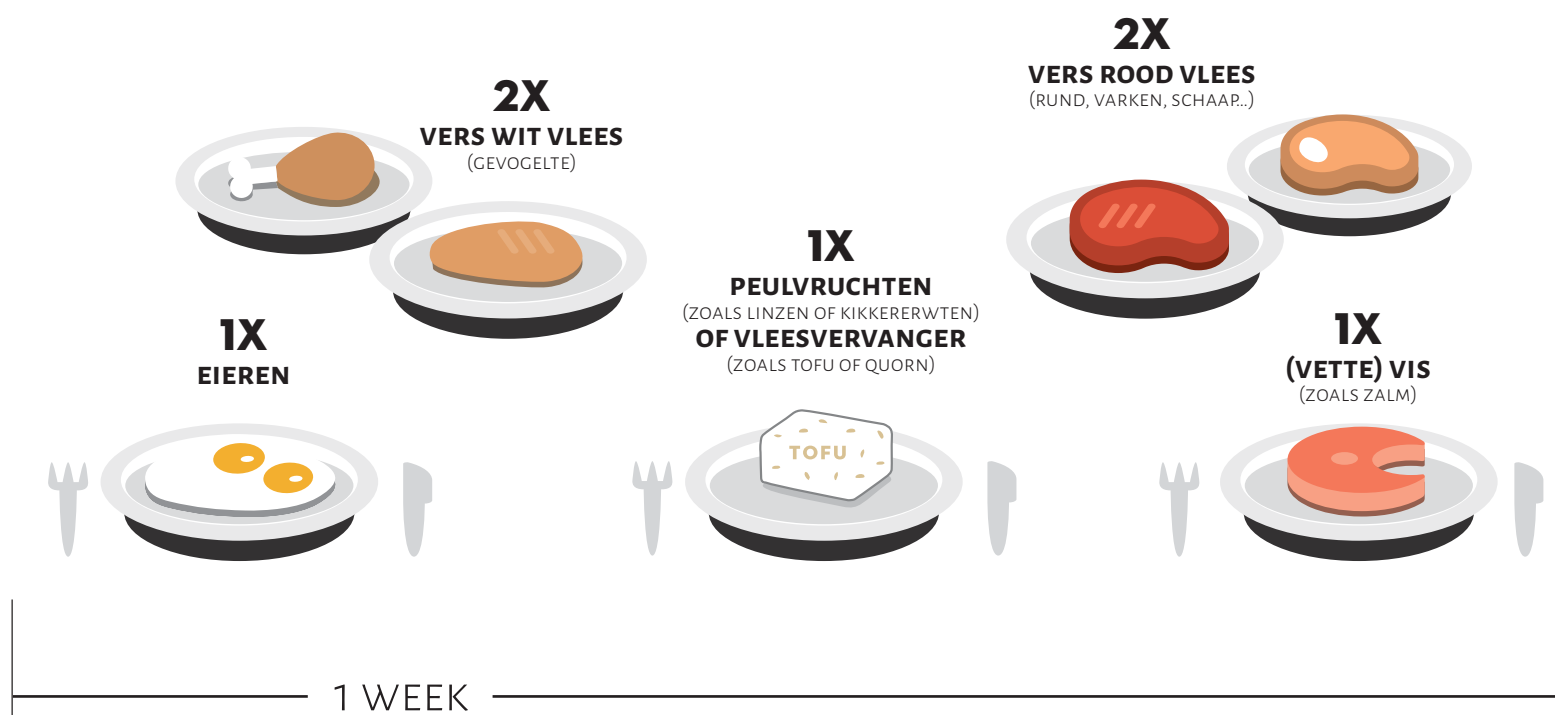 2X
VERS WIT VLEES
(GEVOGELTE)
2X
VERS ROOD VLEES
(RUND, VARKEN, SCHAAP...)
1X
EIEREN
1X
PEULVRUCHTEN
(ZOALS LINZEN OF KIKKERERWTEN)
OF VLEESVERVANGER
(ZOALS TOFU OF QUORN)
TOFU
1X
(VETTE) VIS
(ZOALS ZALM)
1 WEEK